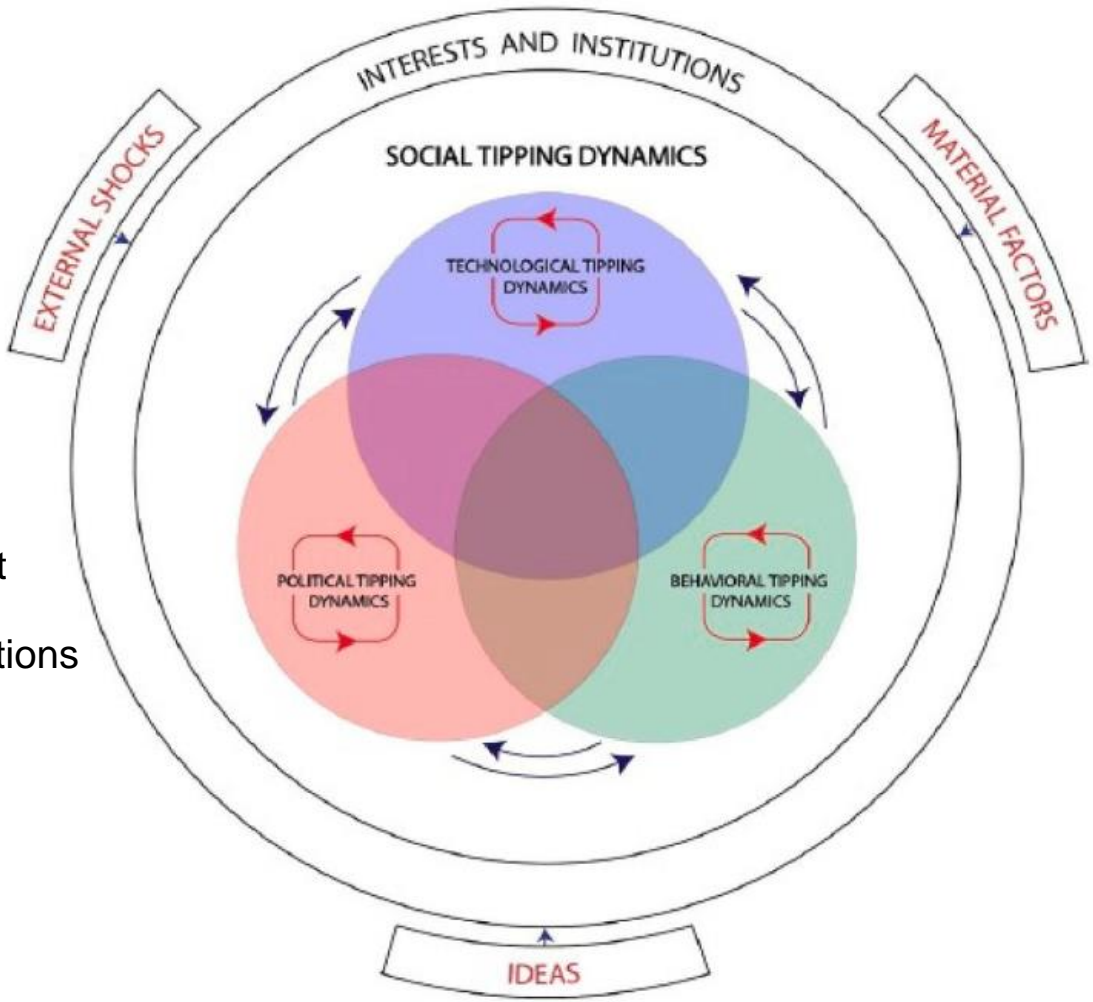 INTERESTS AND INSTITUTIONS
EXTERNAL SHOCKS
MATERIAL FACTORS
SOCIAL TIPPING DYNAMICS
TECHNOLOGICAL TIPPING
DYNAMICS
t
tions
POLITICAL TIPPING
DYNAMICS
BEHAVIORAL TIPPING
DYNAMICS
IDEAS